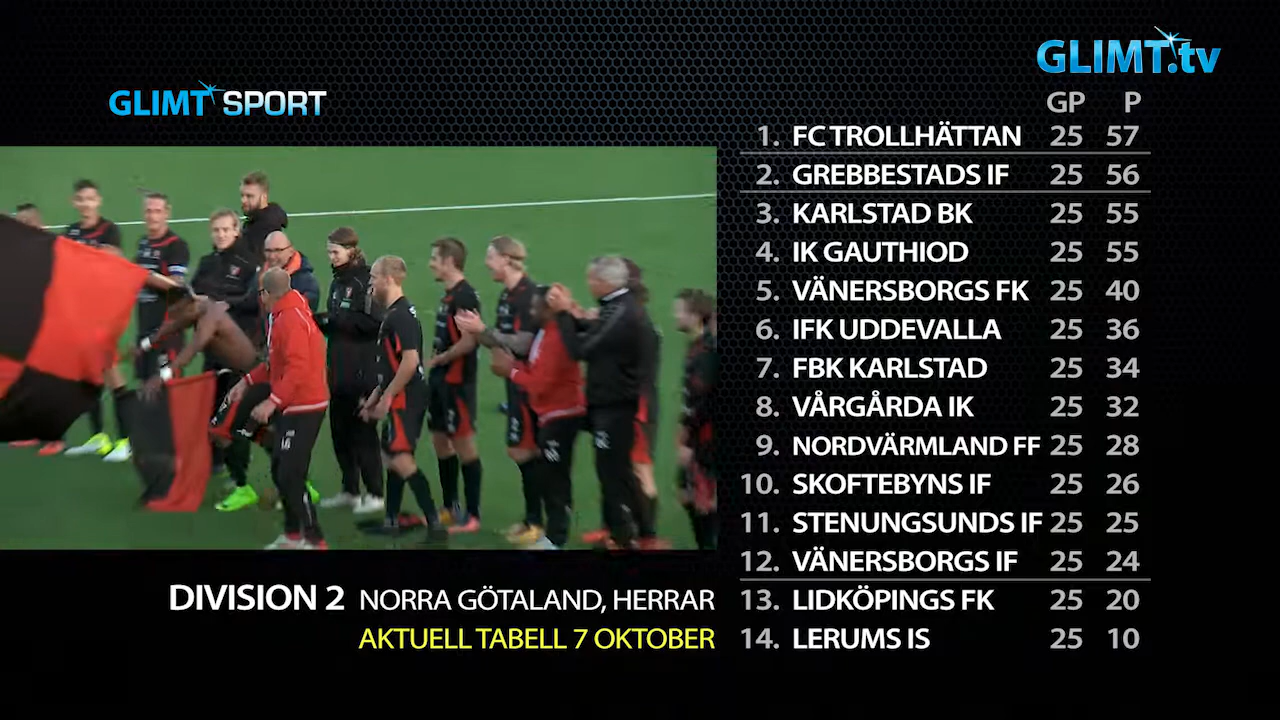 GLIMT.tv
GLIMT SPORT
GP P
1. FC TROLLHÄTTAN 25 57
2. GREBBESTADS IF 25 56
3. KARLSTAD BK 25 55
4. IK GAUTHIOD 25 55
5. VÄNERSBORGS FK 25 40
6. IFK UDDEVALLA 25 36
7. FBK KARLSTAD 25 34
8. VÅRGÅRDA IK 25 32
9. NORDVÄRMLAND FF 25 28
10. SKOFTEBYNS IF 25 26
11. STENUNGSUNDS IF 25 25
12. VÄNERSBORGS IF 25 24
13. LIDKÖPINGS FK 25 20
14. LERUMS IS 25 10
DIVISION 2 NORRA GÖTALAND, HERRAR
AKTUELL TABELL 7 OKTOBER